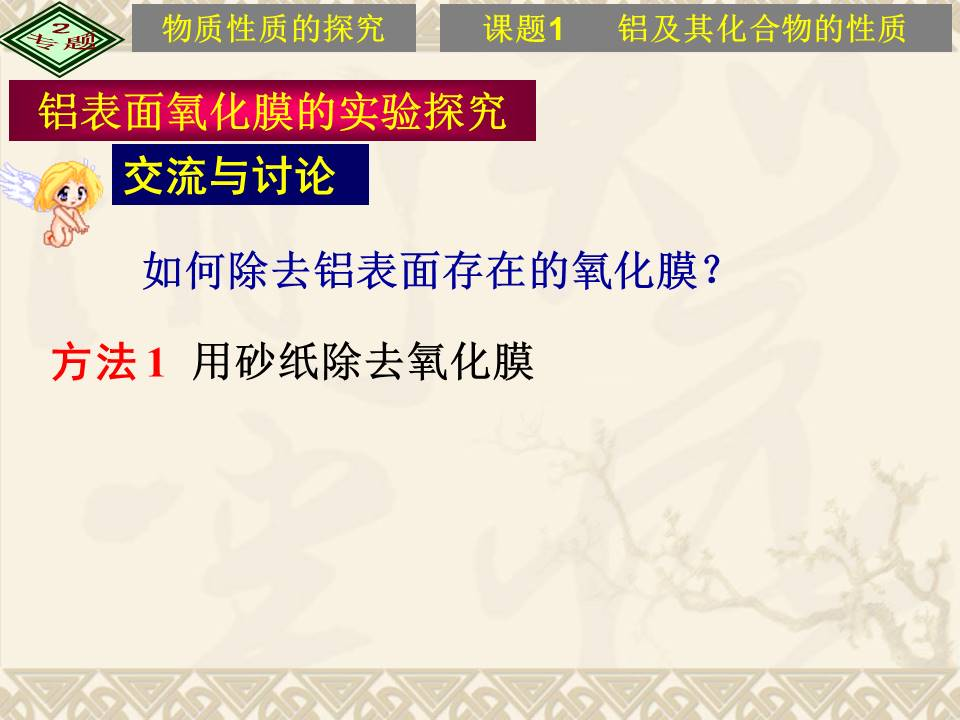 2
专题
物质性质的探究
课题1 铝及其化合物的性质
铝表面氧化膜的实验探究
交流与讨论
如何除去铝表面存在的氧化膜？
方法1 用砂纸除去氧化膜